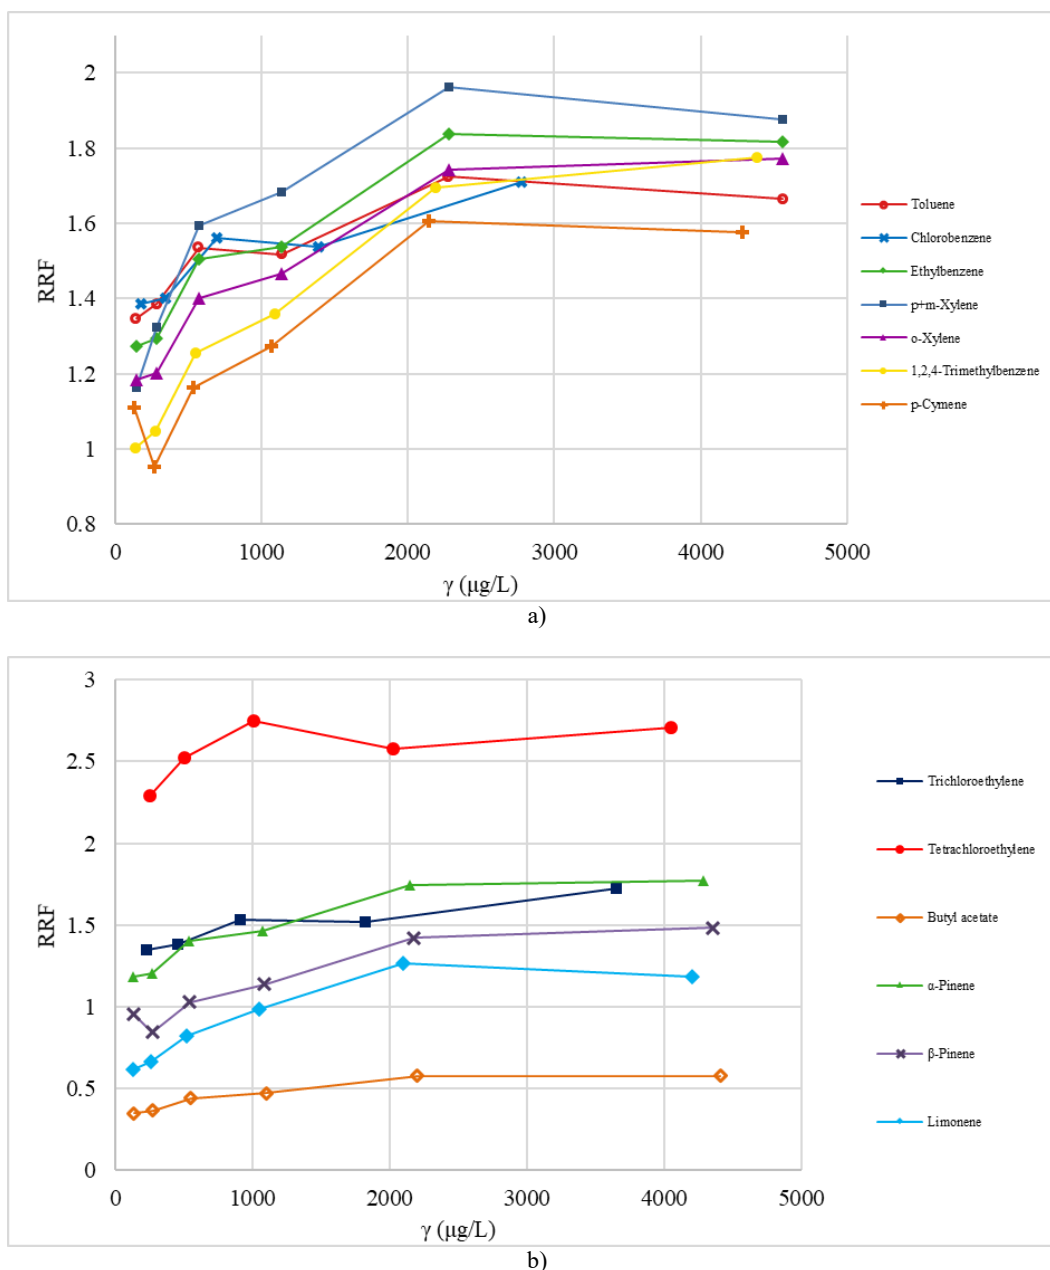 2
1.8
1.6
1.4
1.2
1
0.8
RRF
0 1000 2000 3000 4000 5000
γ (μg/L)
Toluene
Chlorobenzene
Ethylbenzene
p+m-Xylene
o-Xylene
1,2,4-Trimethylbenzene
p-Cymene
a)
3
2.5
2
1.5
1
0.5
0
RRF
0 1000 2000 3000 4000 5000
γ (μg/L)
Trichloroethylene
Tetrachloroethylene
Butyl acetate
α-Pinene
β-Pinene
Limonene
b)